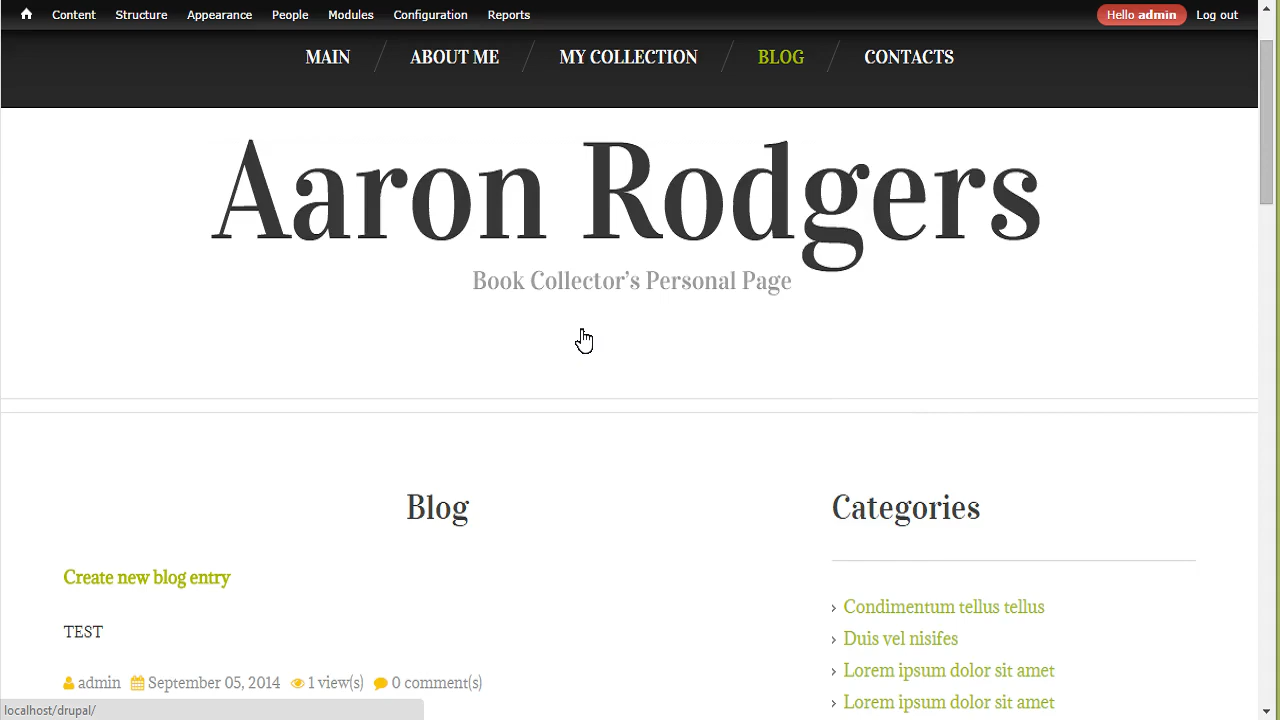 Content Structure Appearance People Modules Configuration Reports Hello admin Log out
MAIN ABOUT ME MY COLLECTION BLOG CONTACTS
Aaron Rodgers
Book Collector's Personal Page
Blog
Create new blog entry
TEST
admin September 05, 2014 1 view(s) 0 comment(s)
Categories
Condimentum tellus tellus
Duis vel nisifes
Lorem ipsum dolor sit amet
Lorem ipsum dolor sit amet
localhost/drupal/